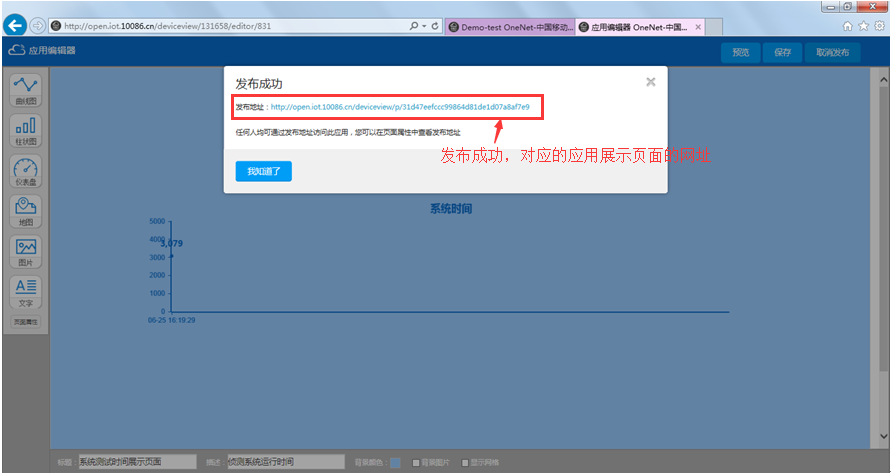 http://open.iot.10086.cn/deviceview/131658/editor/831
Demo-test OneNet-中国移动...
应用编辑器 OneNet-中国...
应用编辑器
预览
保存
取消发布
发布成功
发布地址：http://open.iot.10086.cn/deviceview/p/31d47eefccc99864d81de1d07a8af7e9
任何人均可通过发布地址访问此应用，您可以在页面属性中查看发布地址
我知道了
发布成功，对应的应用展示页面的网址
曲线图
柱状图
仪表盘
地图
图片
文字
页面属性
系统时间
5000
4000
3,079
3000
2000
1000
0
06-25 16:19:29
标题：系统测试时间展示页面
描述：侦测系统运行时间
背景颜色：
背景图片
显示网格